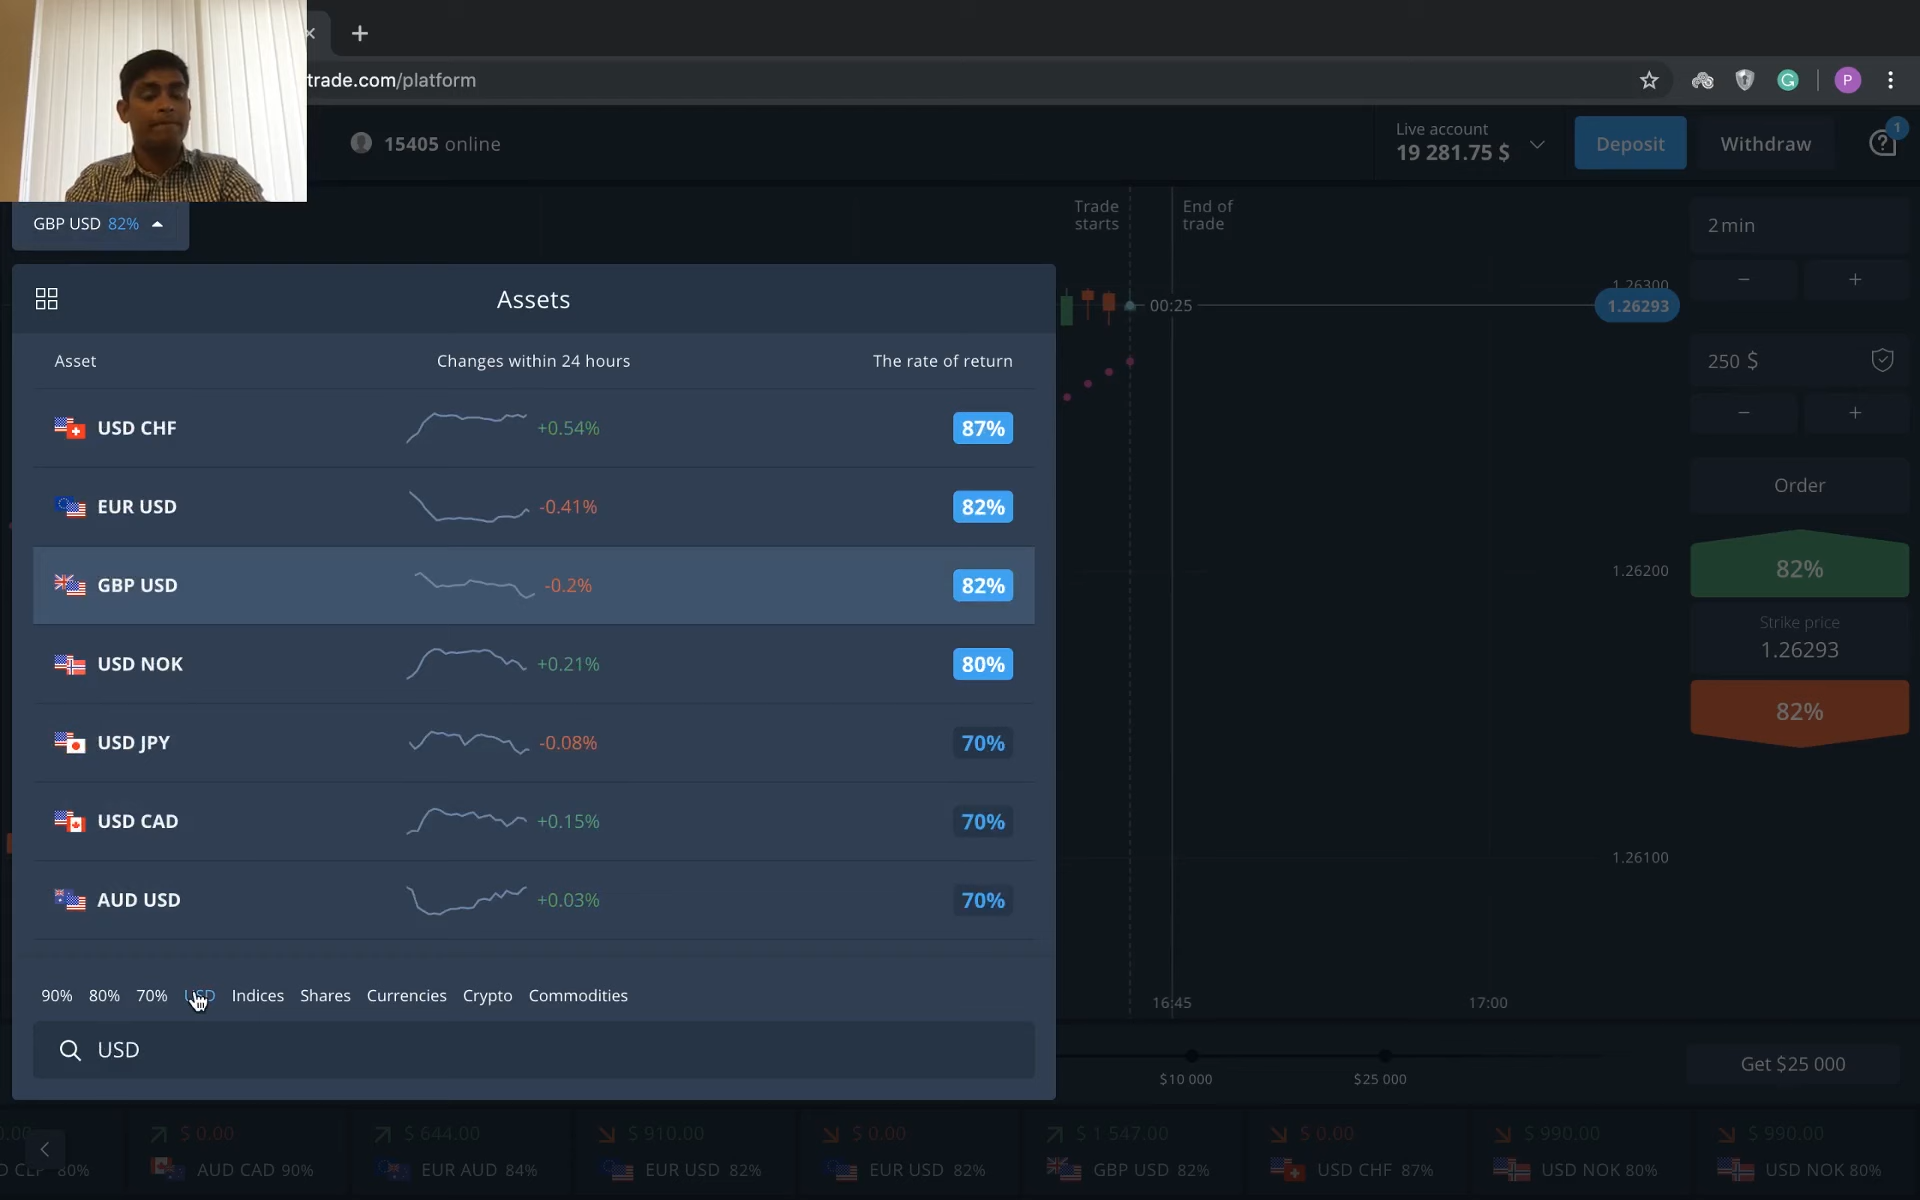 trade.com/platform
P
15405 online
Live account
19 281.75 $
Deposit
Withdraw
1
GBP USD 82%
Trade starts
End of trade
2 min
Assets
1.26300
00:25
1.26293
Asset
Changes within 24 hours
The rate of return
250 $
USD CHF +0.54% 87%
EUR USD -0.41% 82%
Order
GBP USD -0.2% 82%
1.26200
82%
Strike price
1.26293
USD NOK +0.21% 80%
82%
USD JPY -0.08% 70%
USD CAD +0.15% 70%
1.26100
AUD USD +0.03% 70%
90% 80% 70% USD Indices Shares Currencies Crypto Commodities
16:45
17:00
USD
$10 000
$25 000
Get $25 000
$ 0.00
$ 644.00
$ 910.00
$ 0.00
$ 1 547.00
$ 0.00
$ 990.00
$ 990.00
80%
AUD CAD 90%
EUR AUD 84%
EUR USD 82%
EUR USD 82%
GBP USD 82%
USD CHF 87%
USD NOK 80%
USD NOK 80%